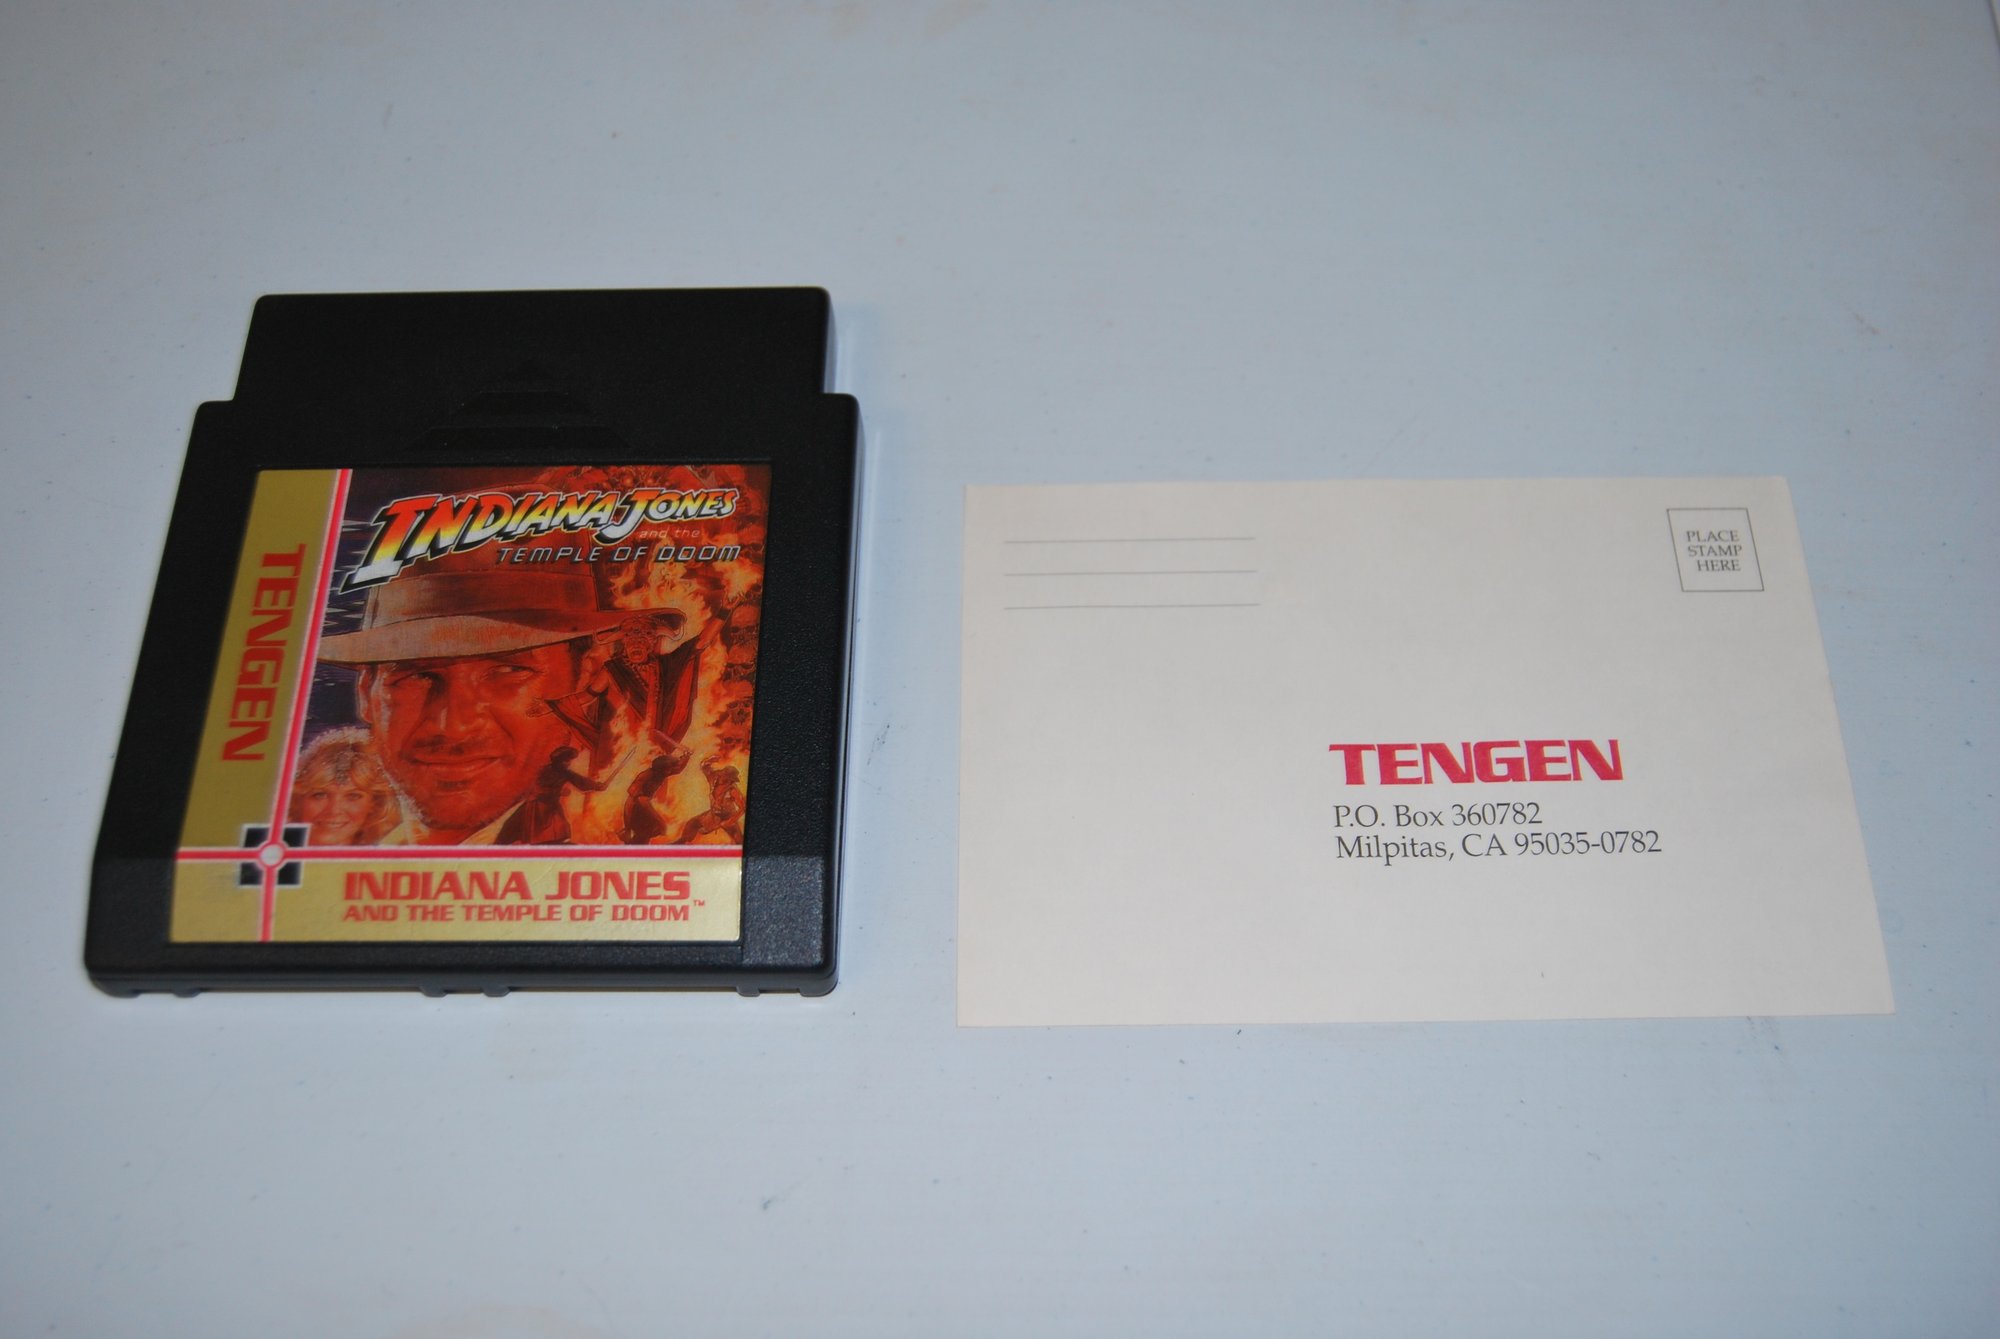 INDIANA JONES
and the
TEMPLE OF DOOM
TENGEN
INDIANA JONES
AND THE TEMPLE OF DOOM™
PLACE
STAMP
HERE
TENGEN
P.O. Box 360782
Milpitas, CA 95035-0782